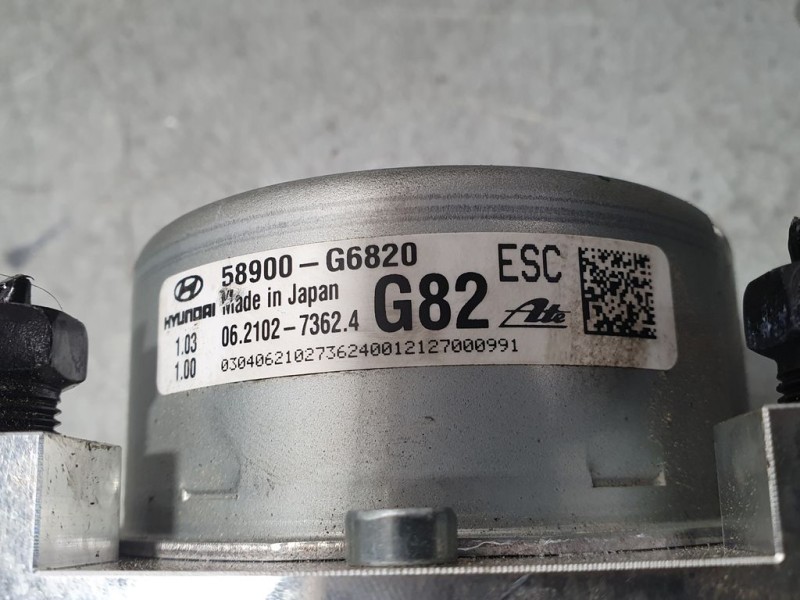 58900-G6820 ESC
HYUNDAI Made in Japan G82 Ate
1.03 06.2102-7362.4
1.00 0304062102736240012127000991